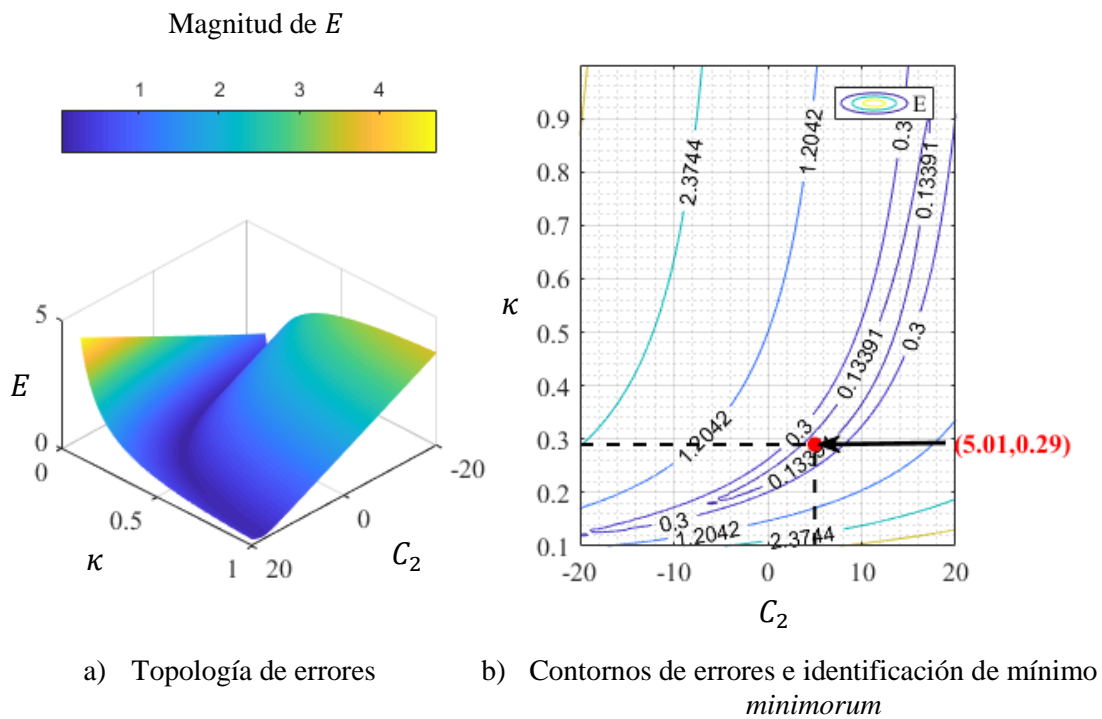 Magnitud de E
1 2 3 4
5
E
0
0
0.5
κ
1
20
0
C₂
-20
E
0.9
0.8
0.7
0.6
κ
0.5
0.4
0.3
0.2
0.1
-20 -10 0 10 20
C₂
2.3744
1.2042
0.3
0.13391
0.13391
0.3
1.2042
0.3
0.1339
(5.01,0.29)
0.3
1.2042
2.3744
a) Topología de errores
b) Contornos de errores e identificación de mínimo
minimorum